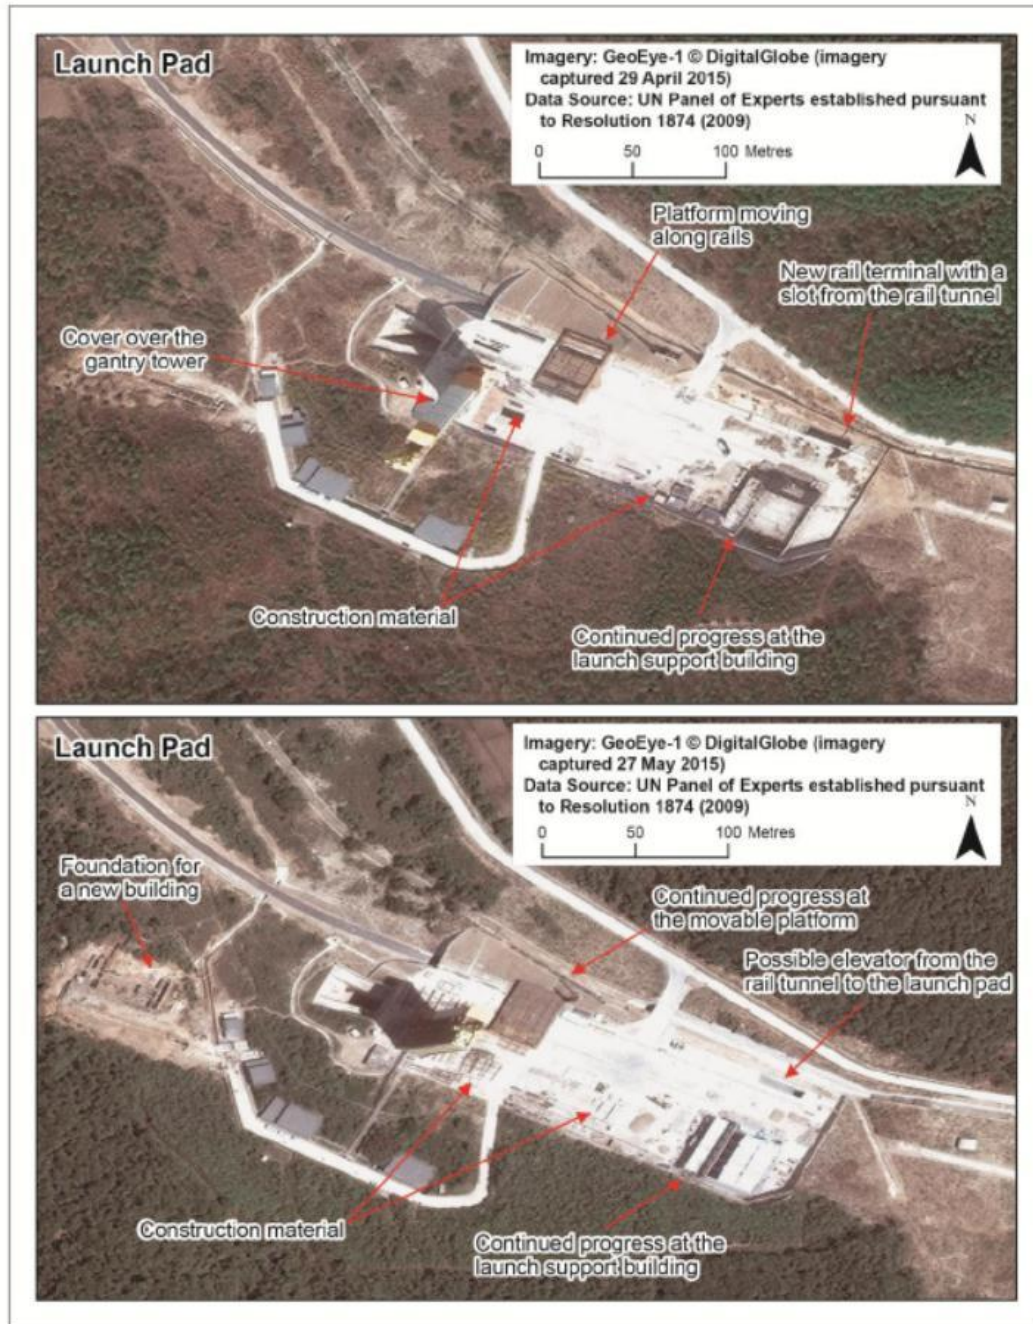 Launch Pad
Imagery: GeoEye-1 © DigitalGlobe (imagery
captured 29 April 2015)
Data Source: UN Panel of Experts established pursuant
to Resolution 1874 (2009)
N
0 50 100 Metres
Platform moving
along rails
New rail terminal with a
slot from the rail tunnel
Cover over the
gantry tower
Construction material
Continued progress at the
launch support building
Launch Pad
Imagery: GeoEye-1 © DigitalGlobe (imagery
captured 27 May 2015)
Data Source: UN Panel of Experts established pursuant
to Resolution 1874 (2009)
N
0 50 100 Metres
Foundation for
a new building
Continued progress at
the movable platform
Possible elevator from the
rail tunnel to the launch pad
Construction material
Continued progress at the
launch support building